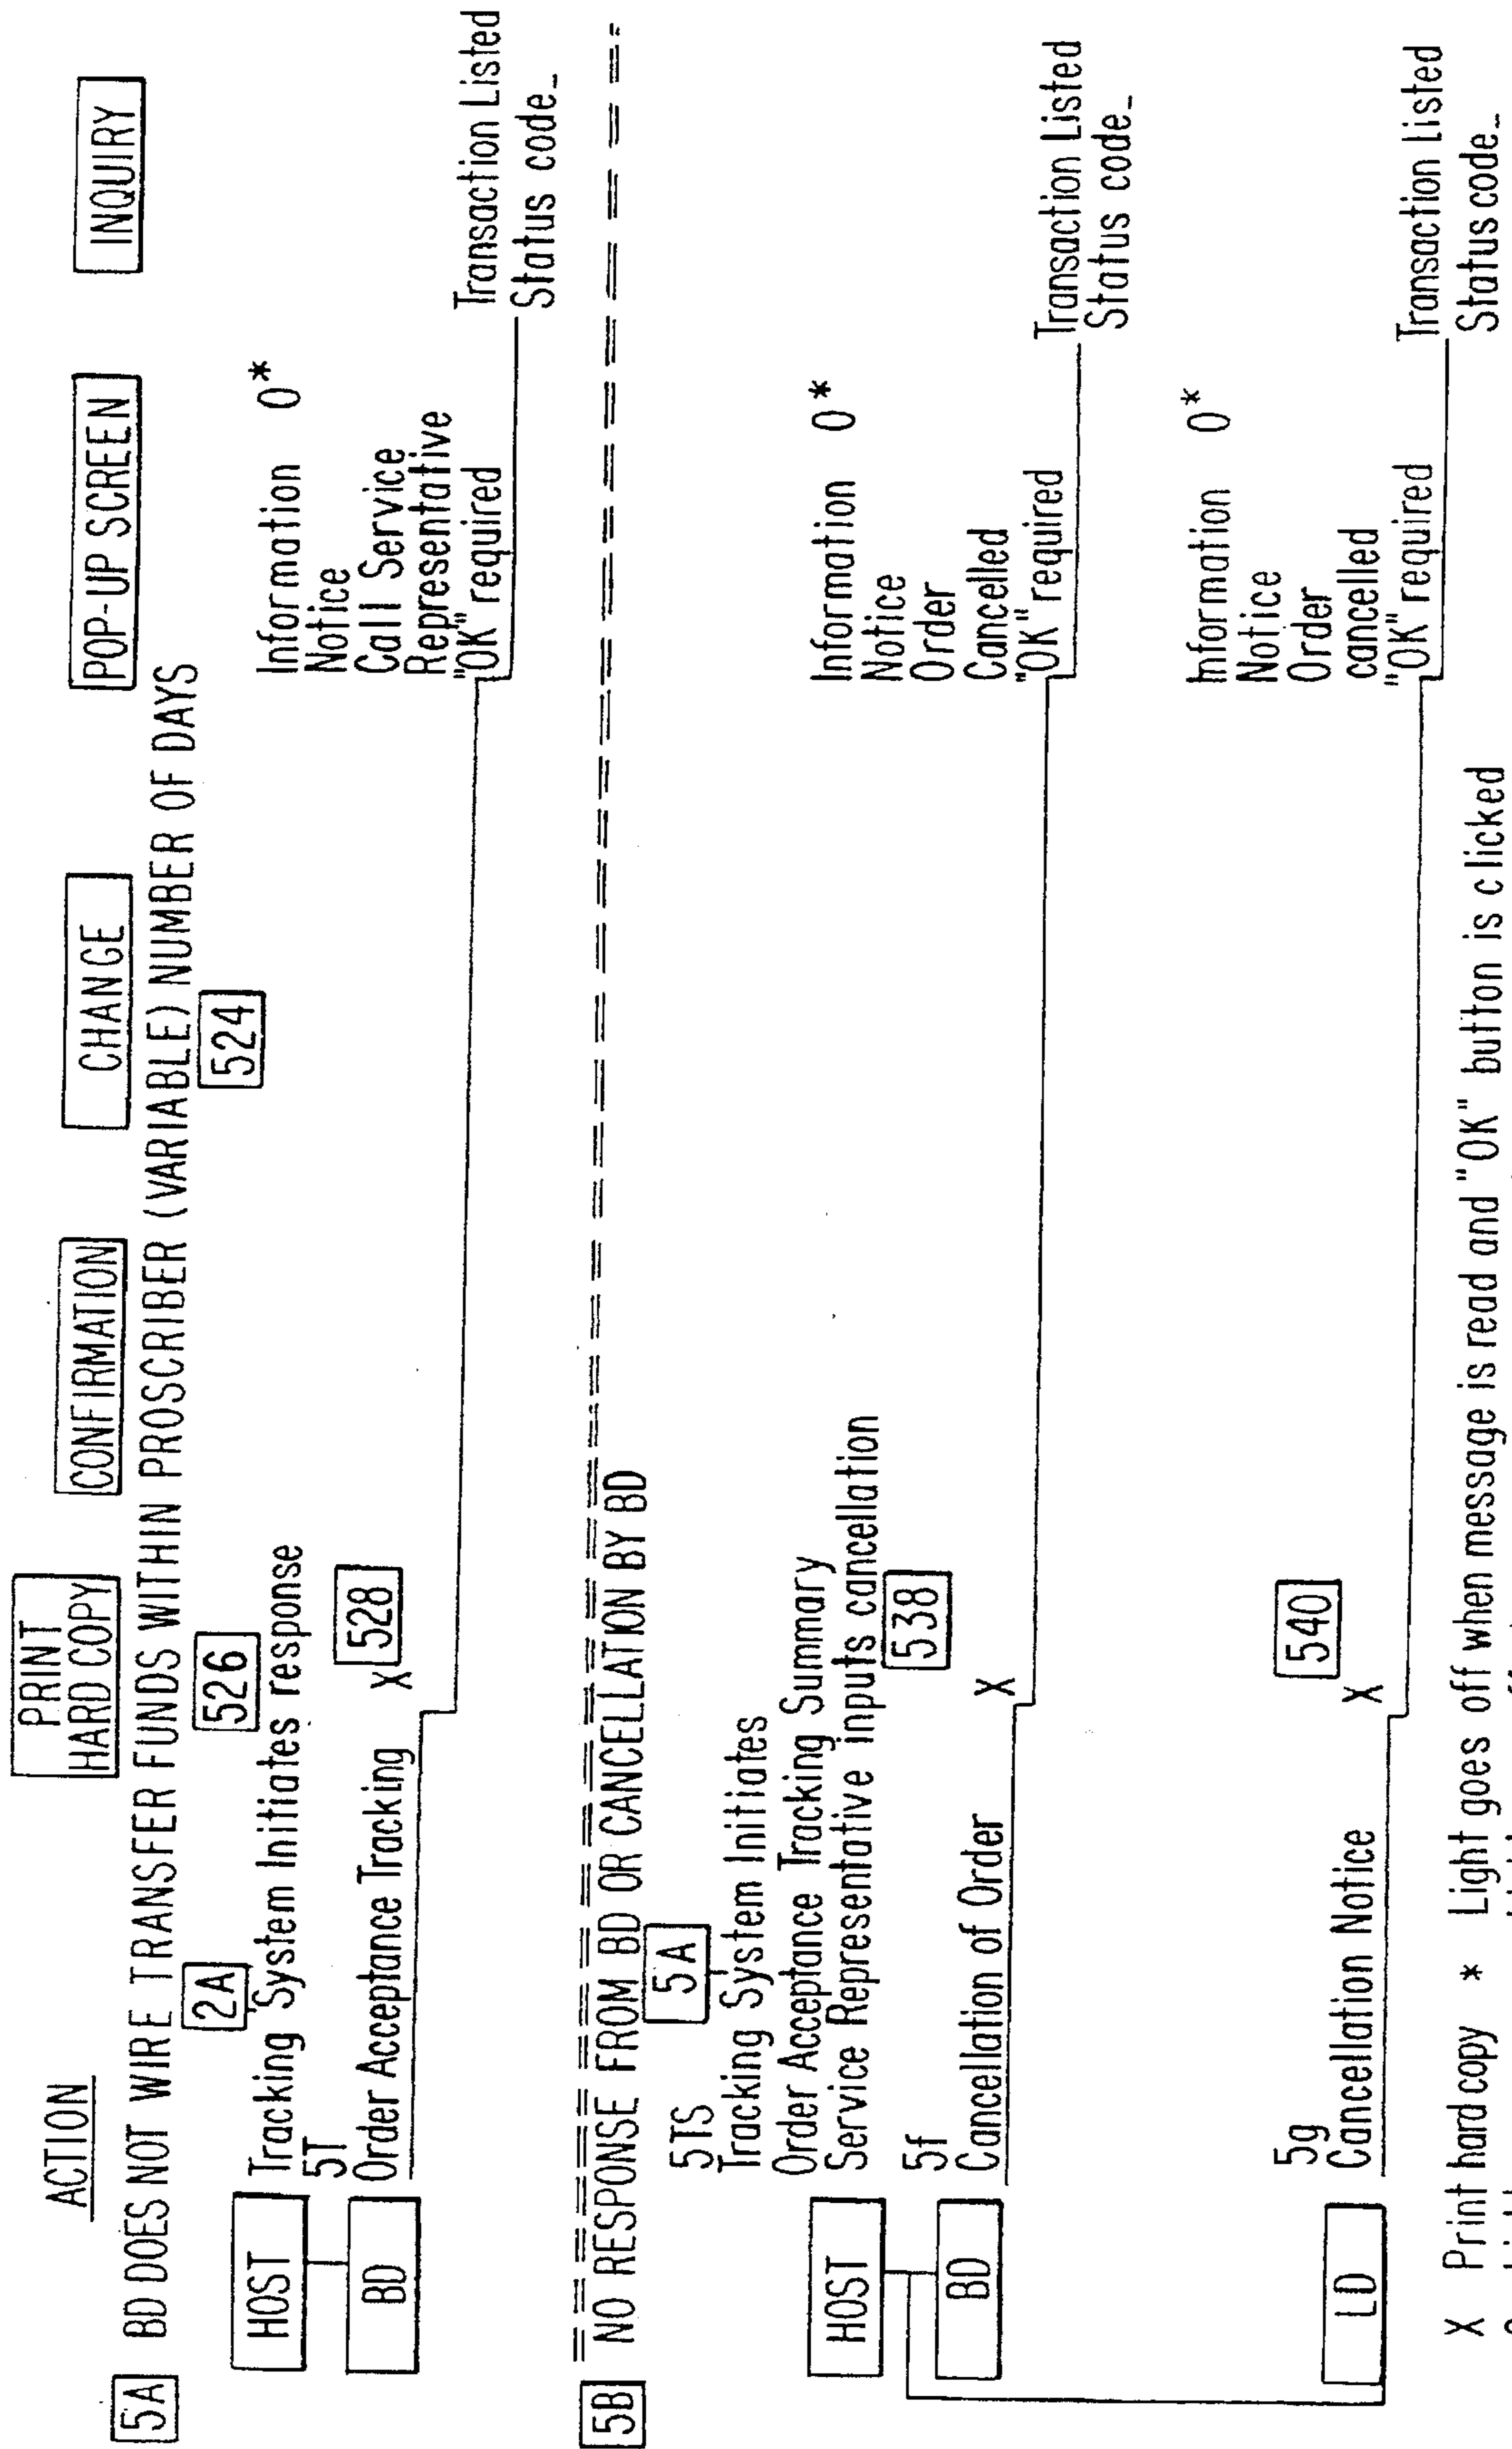 ACTION
PRINT
HARD COPY
CONFIRMATION
CHANGE
POP-UP SCREEN
INQUIRY
5A BD DOES NOT WIRE TRANSFER FUNDS WITHIN PROSCRIBER (VARIABLE) NUMBER OF DAYS
2A 526 524
HOST
Tracking System Initiates response
5T
BD
Order Acceptance Tracking
X 528
Information 0*
Notice
Call Service
Representative
"OK" required
Transaction Listed
Status code_
5B NO RESPONSE FROM BD OR CANCELLATION BY BD
5A
5TS
Tracking System Initiates
Order Acceptance Tracking Summary
HOST
Service Representative inputs cancellation
538
5f
BD
Cancellation of Order
X
Information 0*
Notice
Order
Cancelled
"OK" required
Transaction Listed
Status code_
540
5g
LD
Cancellation Notice
X
Information 0*
Notice
Order
cancelled
"OK" required
Transaction Listed
Status code_
X Print hard copy * Light goes off when message is read and "OK" button is clicked